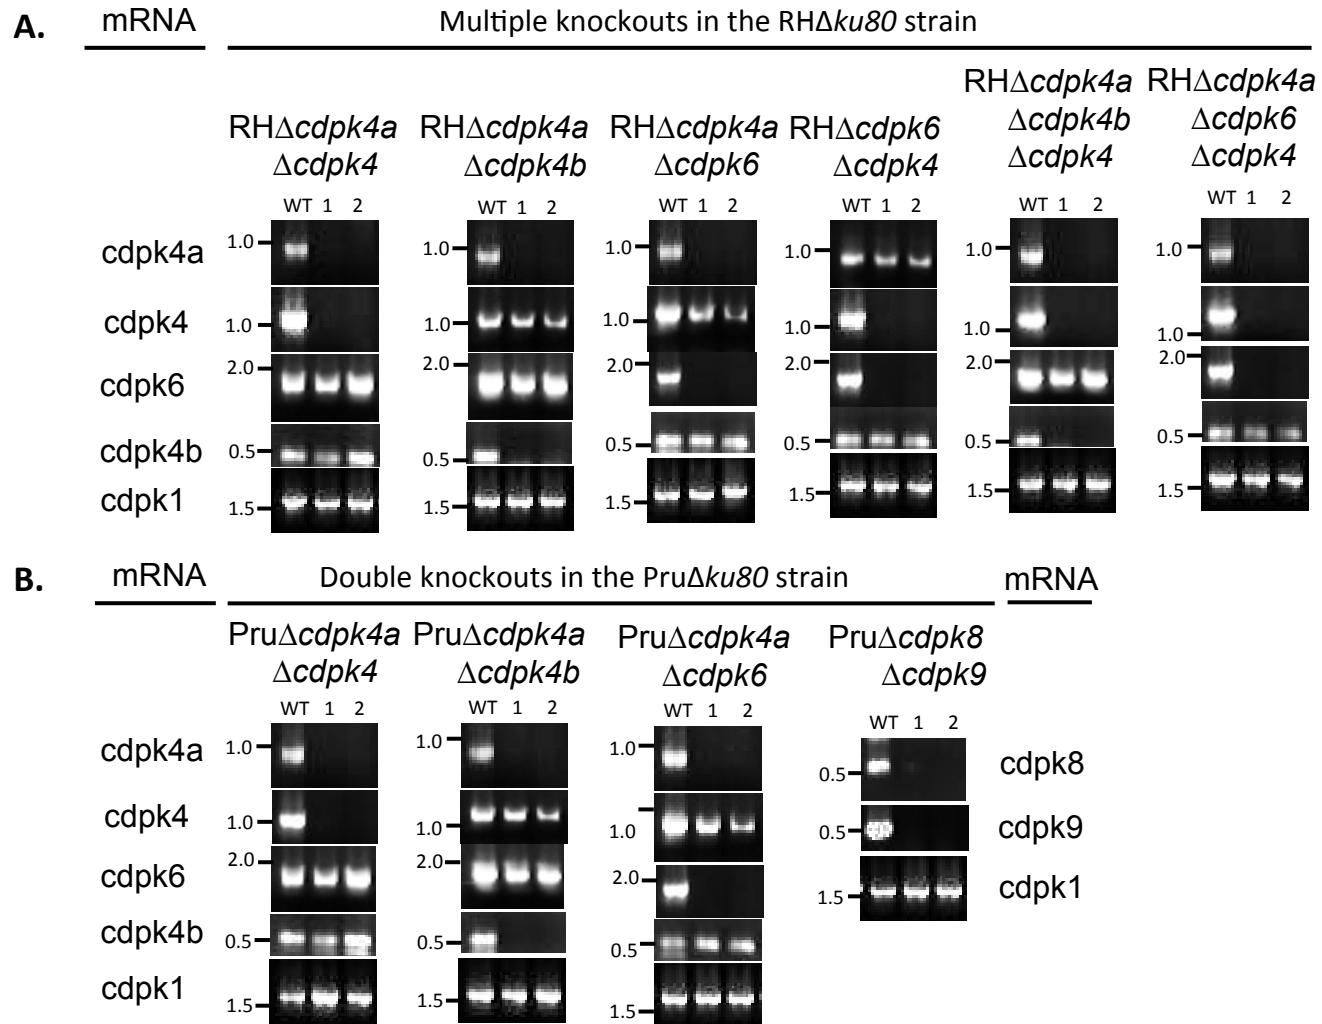 A.
mRNA
Multiple knockouts in the RHΔku80 strain
RHΔcdpk4a
Δcdpk4
RHΔcdpk4a
Δcdpk4b
RHΔcdpk4a
Δcdpk6
RHΔcdpk6
Δcdpk4
RHΔcdpk4a
Δcdpk4b
Δcdpk4
RHΔcdpk4a
Δcdpk6
Δcdpk4
WT 1 2
WT 1 2
WT 1 2
WT 1 2
WT 1 2
WT 1 2
cdpk4a
1.0
1.0
1.0
1.0
1.0
1.0
cdpk4
1.0
1.0
1.0
1.0
1.0
1.0
cdpk6
2.0
2.0
2.0
2.0
2.0
2.0
cdpk4b
0.5
0.5
0.5
0.5
0.5
0.5
cdpk1
1.5
1.5
1.5
1.5
1.5
1.5
B.
mRNA
Double knockouts in the PruΔku80 strain
mRNA
PruΔcdpk4a
Δcdpk4
PruΔcdpk4a
Δcdpk4b
PruΔcdpk4a
Δcdpk6
PruΔcdpk8
Δcdpk9
WT 1 2
WT 1 2
WT 1 2
WT 1 2
cdpk4a
1.0
1.0
1.0
0.5
cdpk8
cdpk4
1.0
1.0
1.0
0.5
cdpk9
cdpk6
2.0
2.0
2.0
1.5
cdpk1
cdpk4b
0.5
0.5
0.5
cdpk1
1.5
1.5
1.5